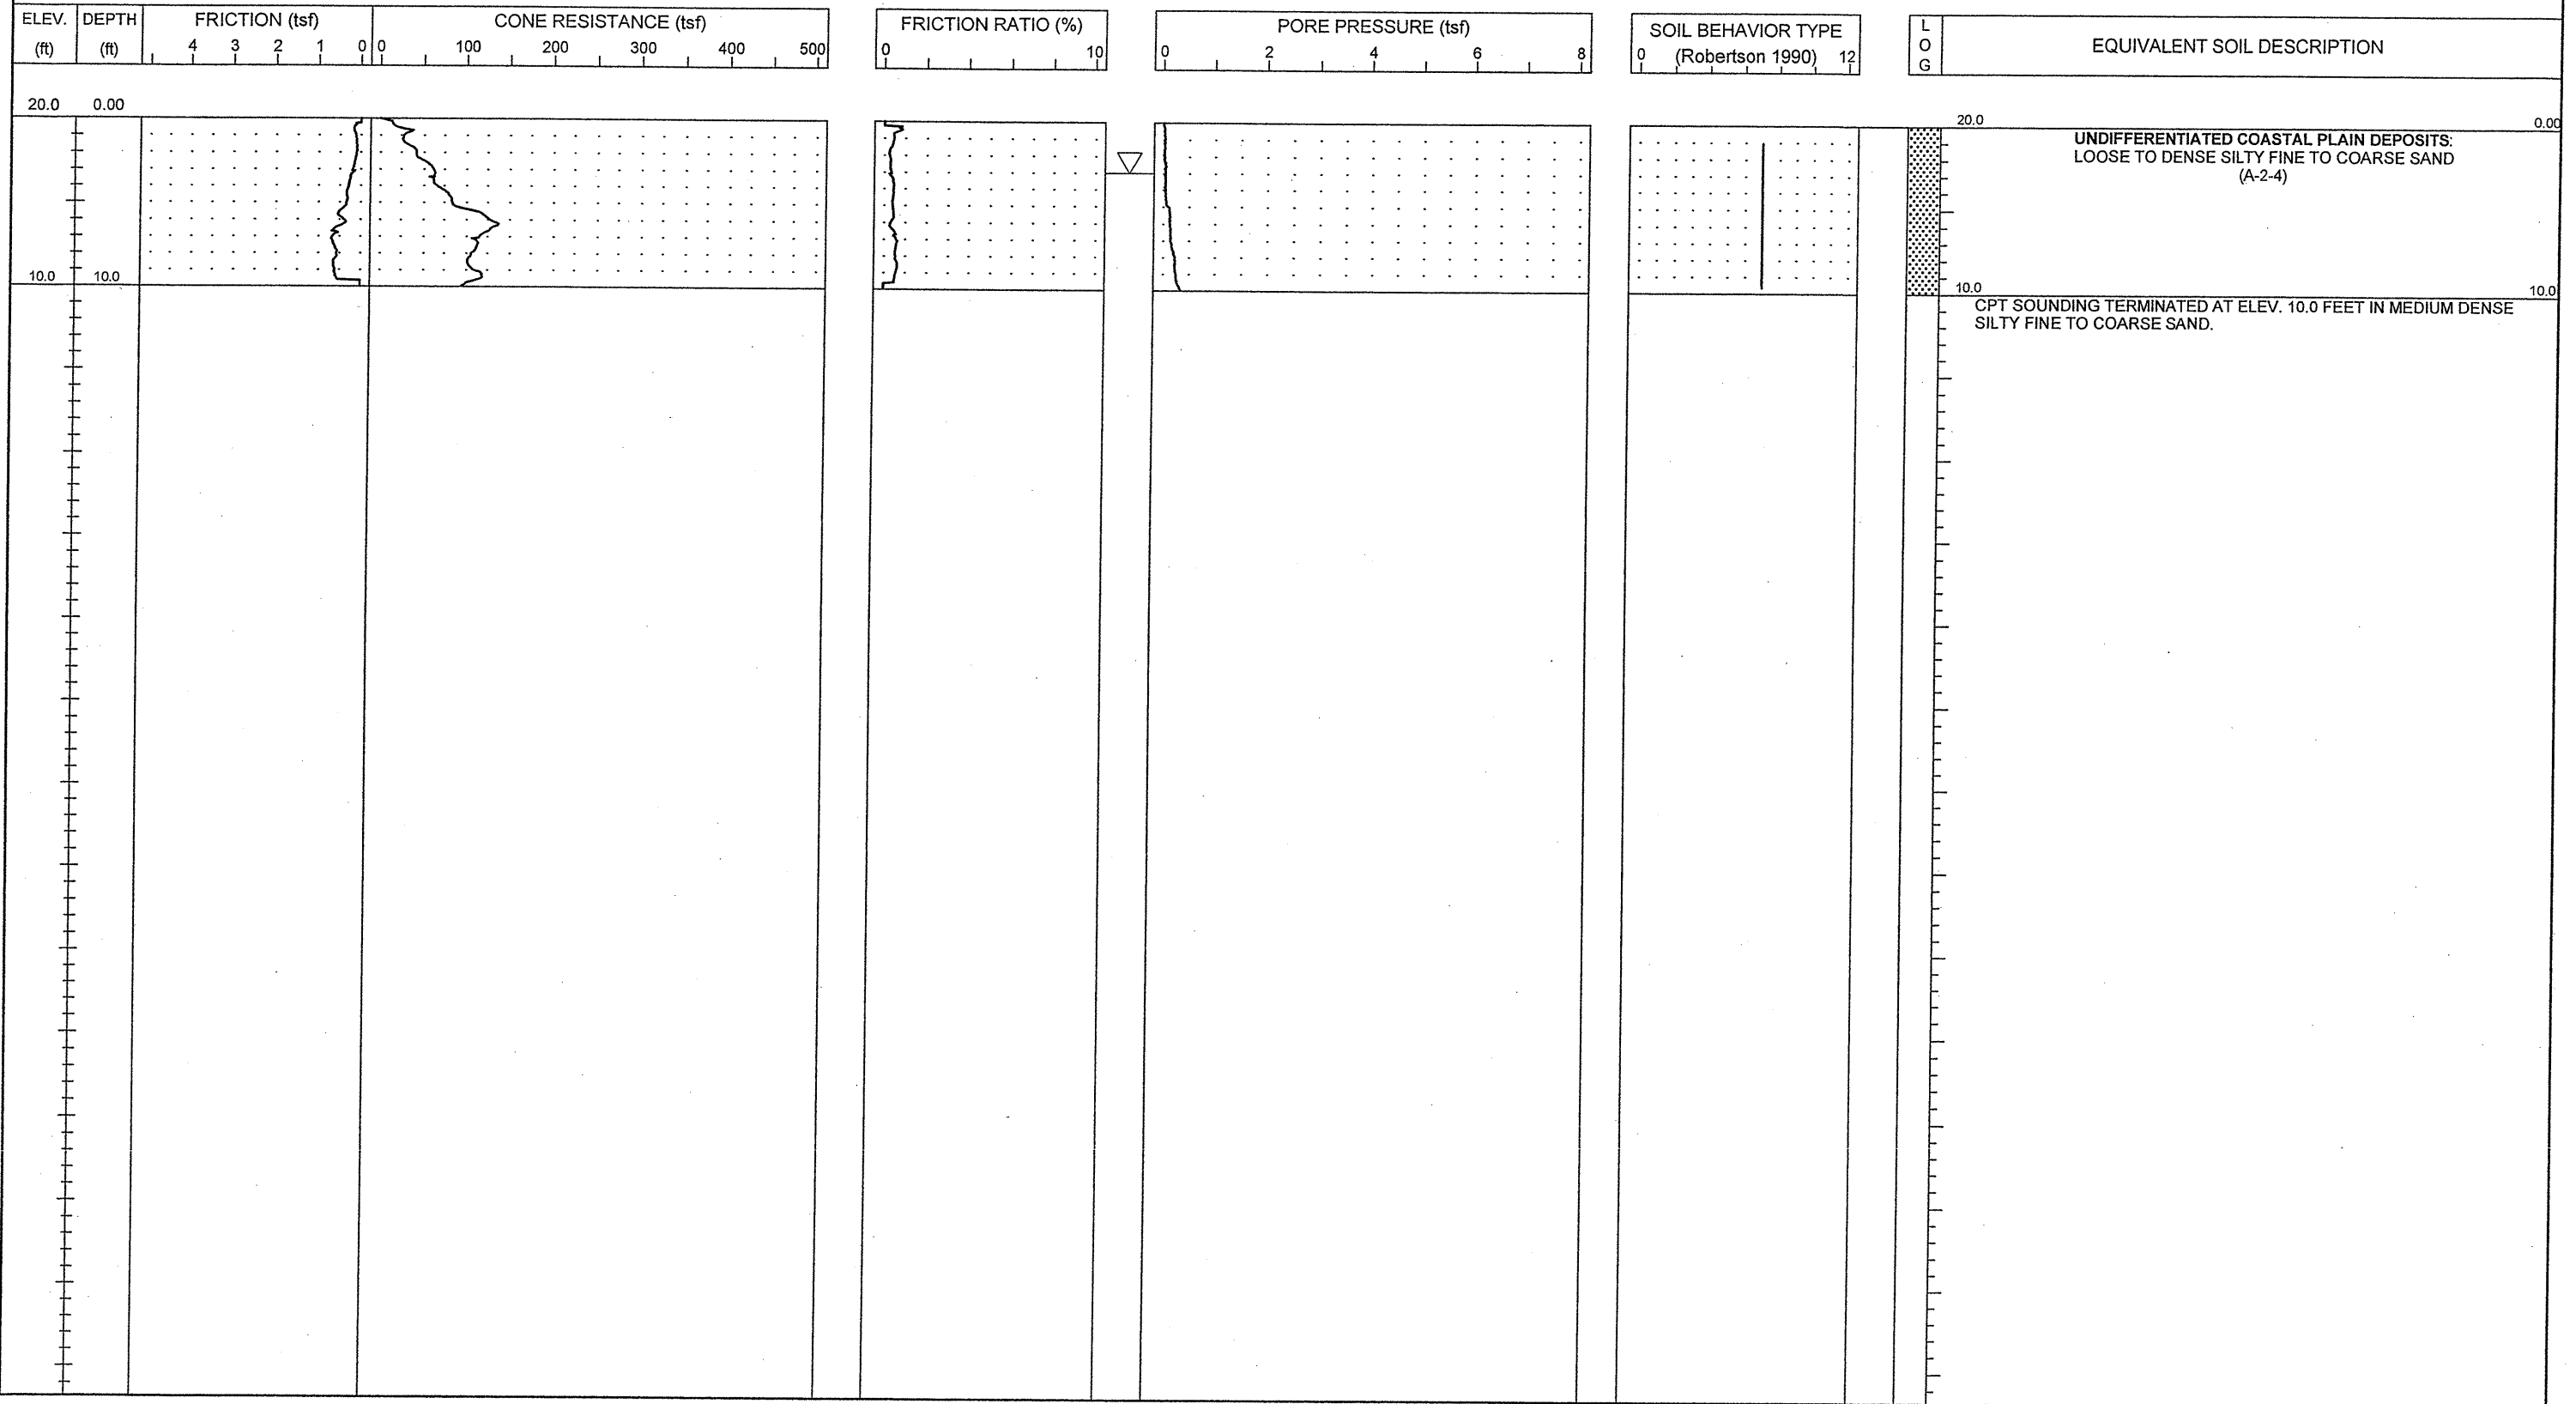 ELEV. DEPTH FRICTION (tsf) CONE RESISTANCE (tsf) FRICTION RATIO (%) PORE PRESSURE (tsf) SOIL BEHAVIOR TYPE L
(ft) (ft) 4 3 2 1 0 0 100 200 300 400 500 0 10 0 2 4 6 8 0 (Robertson 1990) 12 O EQUIVALENT SOIL DESCRIPTION
G
20.0 0.00
20.0 0.00
UNDIFFERENTIATED COASTAL PLAIN DEPOSITS:
LOOSE TO DENSE SILTY FINE TO COARSE SAND
(A-2-4)
10.0 10.0
10.0 10.0
CPT SOUNDING TERMINATED AT ELEV. 10.0 FEET IN MEDIUM DENSE
SILTY FINE TO COARSE SAND.